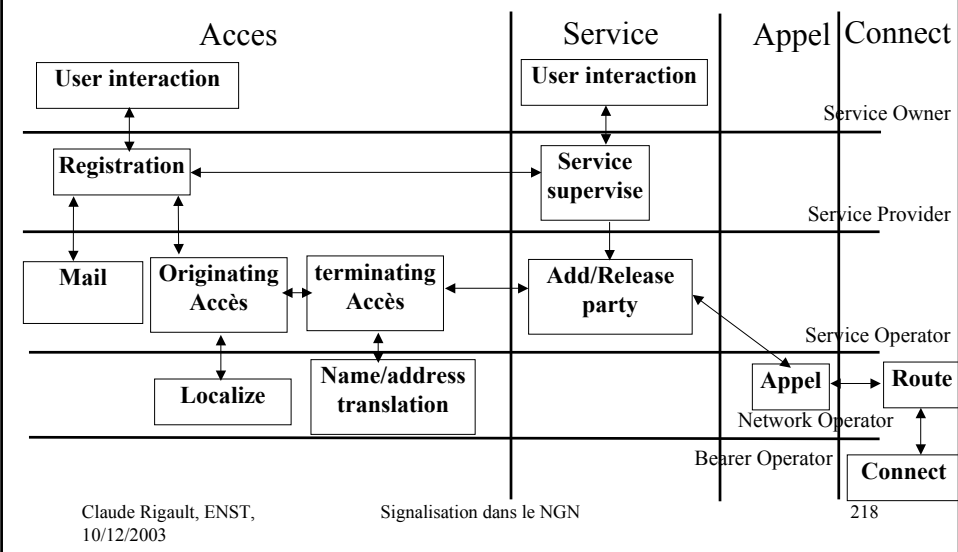 Acces
Service
Appel
Connect
User interaction
User interaction
Service Owner
Registration
Service
supervise
Service Provider
Mail
Originating
Accès
terminating
Accès
Add/Release
party
Service Operator
Localize
Name/address
translation
Appel
Route
Network Operator
Bearer Operator
Connect
Claude Rigault, ENST,
10/12/2003
Signalisation dans le NGN
218